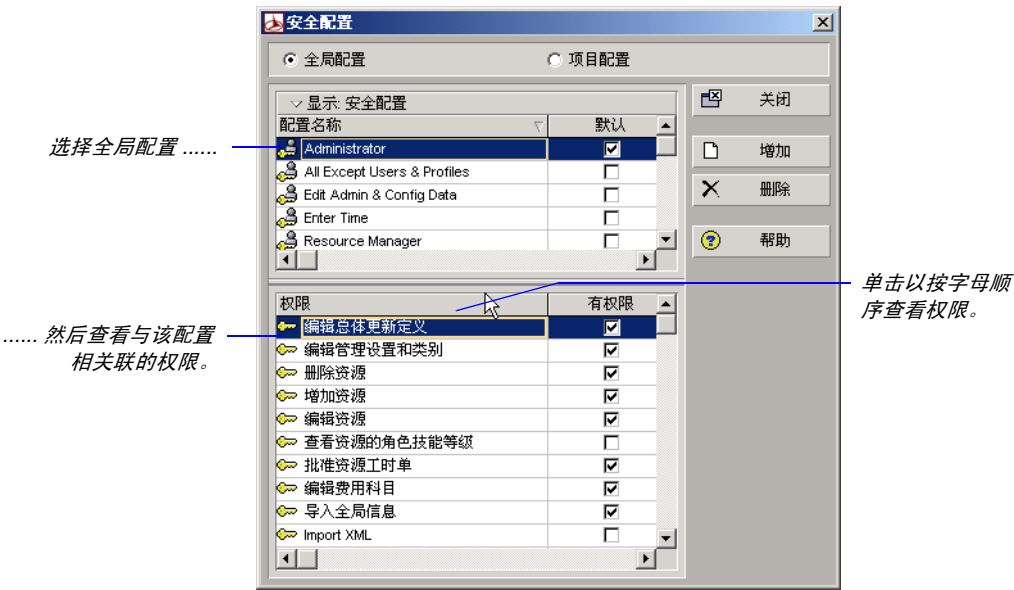 安全配置
全局配置
项目配置
显示: 安全配置
配置名称 默认
Administrator
All Except Users & Profiles
Edit Admin & Config Data
Enter Time
Resource Manager
关闭
增加
删除
帮助
选择全局配置 ......
权限 有权限
编辑总体更新定义
编辑管理设置和类别
删除资源
增加资源
编辑资源
查看资源的角色技能等级
批准资源工时单
编辑费用科目
导入全局信息
Import XML
...... 然后查看与该配置
相关联的权限。
单击以按字母顺
序查看权限。